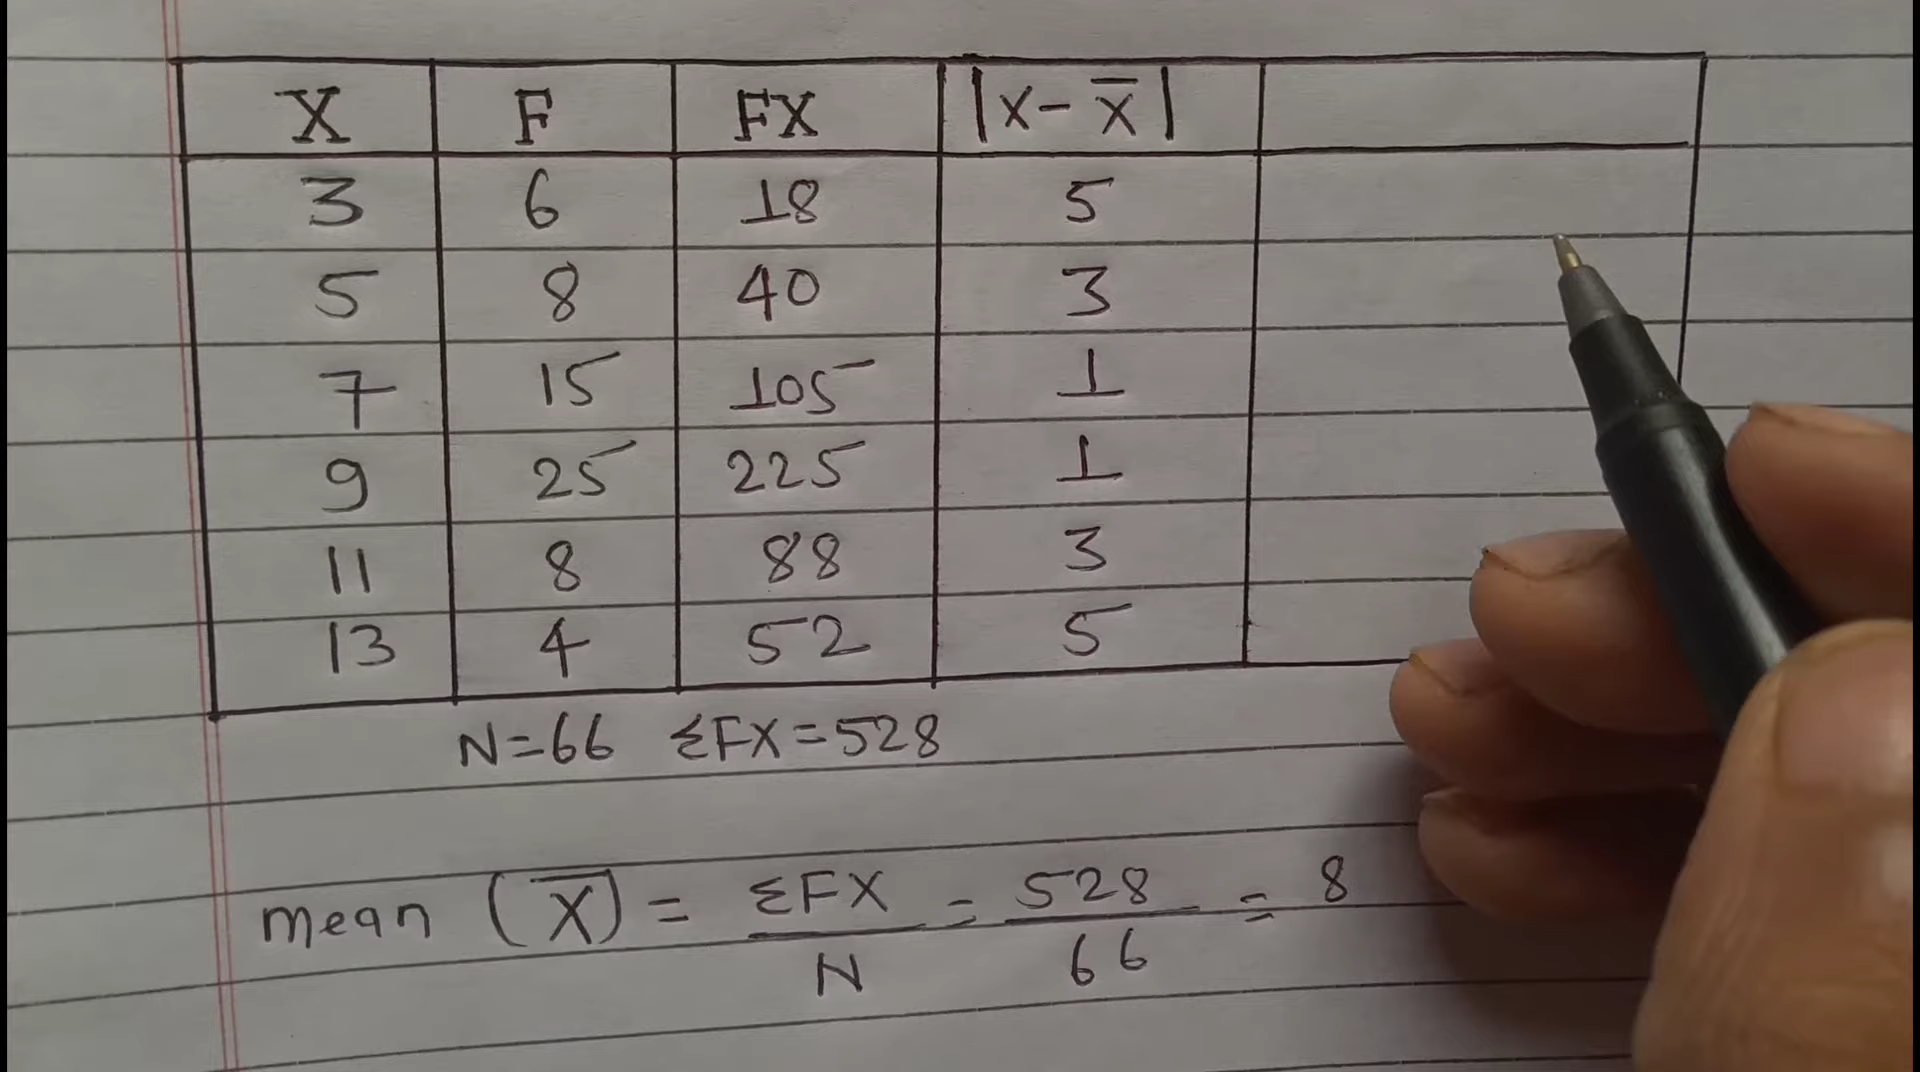 X F FX |x-x̅|
3 6 18 5
5 8 40 3
7 15 105 1
9 25 225 1
11 8 88 3
13 4 52 5
N=66 ΣFX=528
mean (X̅) = ΣFX/N = 528/66 = 8